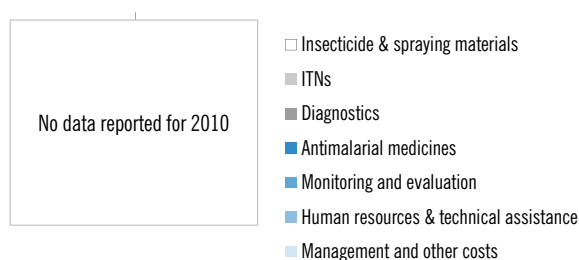 No data reported for 2010
Insecticide & spraying materials
ITNs
Diagnostics
Antimalarial medicines
Monitoring and evaluation
Human resources & technical assistance
Management and other costs